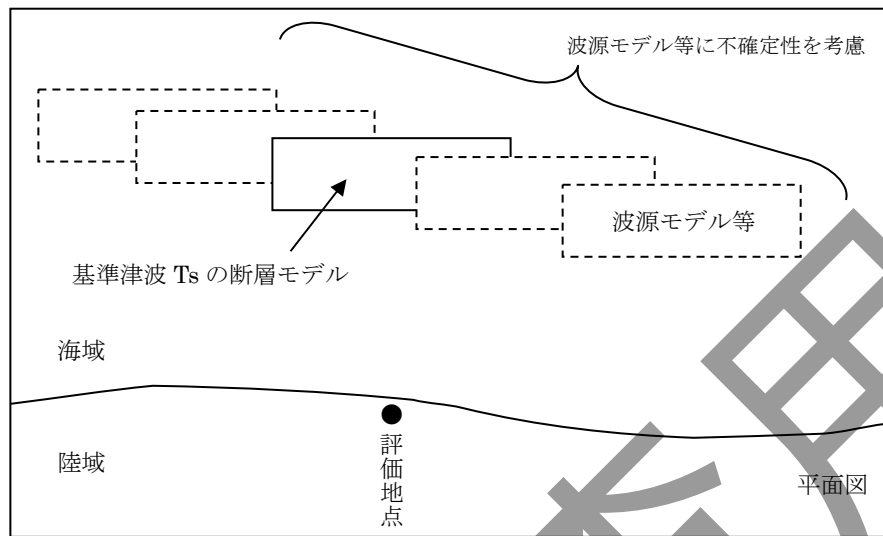 波源モデル等に不確定性を考慮
波源モデル等
基準津波 Ts の断層モデル
海域
評価地点
陸域
平面図